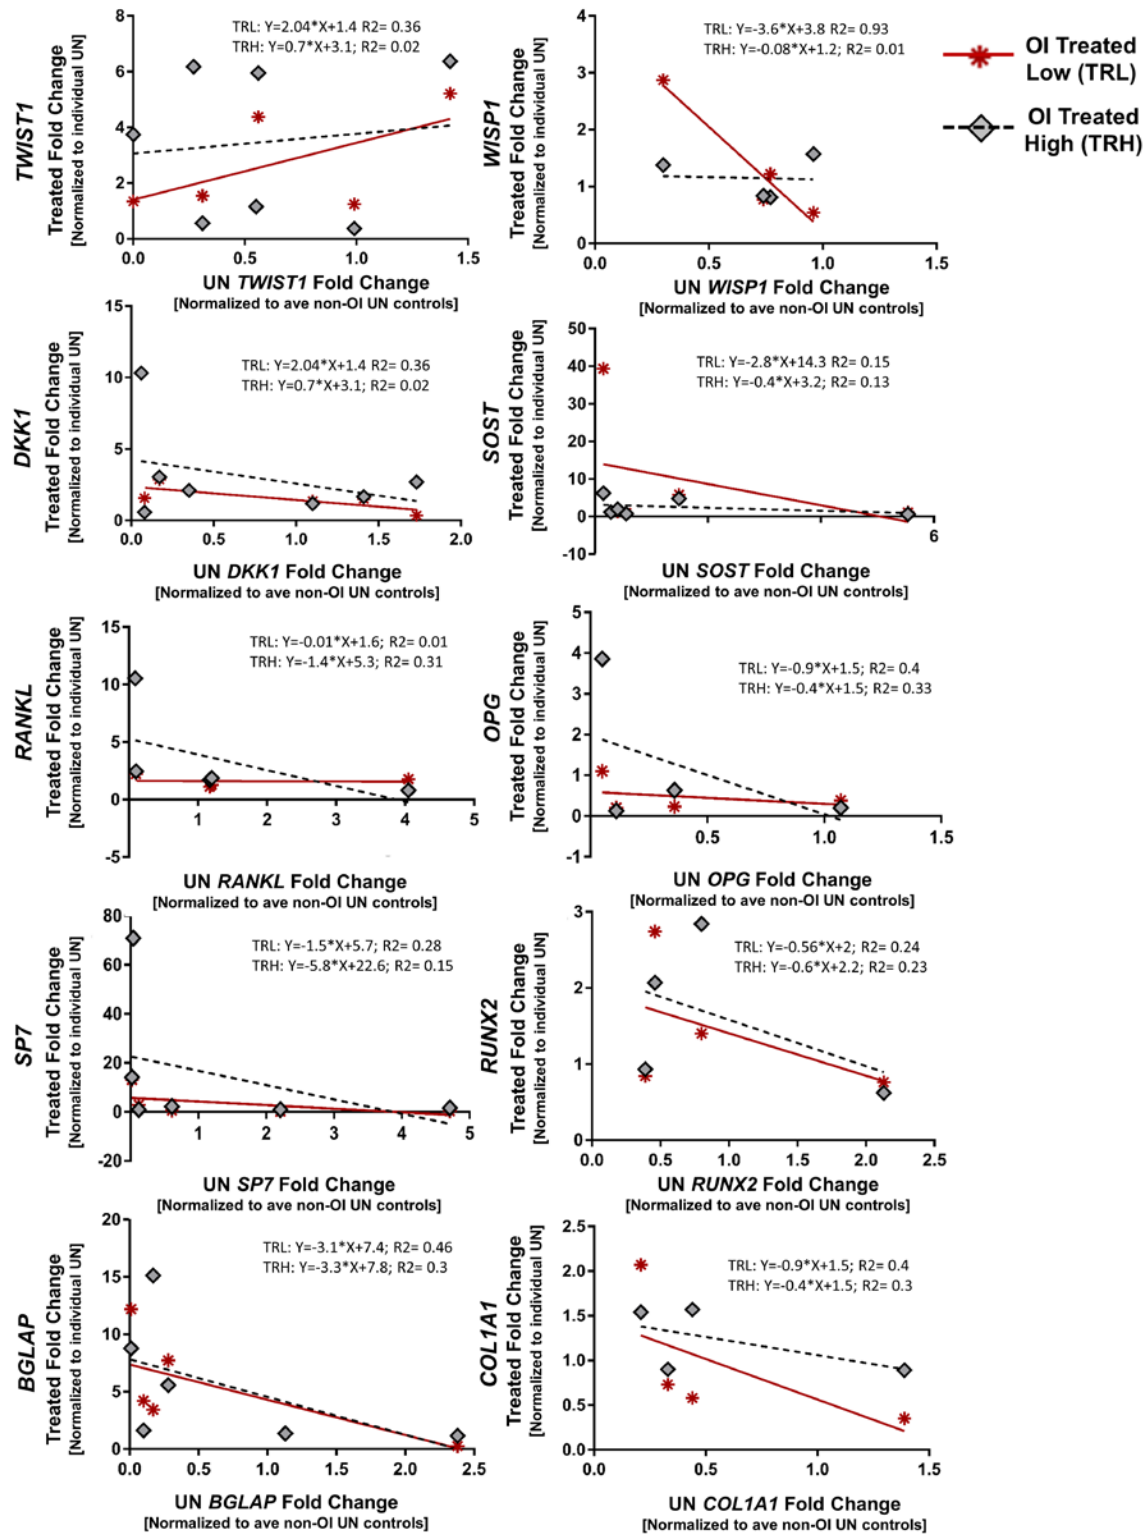 TWIST1
Treated Fold Change
[Normalized to individual UN]
8
6
4
2
0
TRL: Y=2.04*X+1.4 R2= 0.36
TRH: Y=0.7*X+3.1; R2= 0.02
0.0 0.5 1.0 1.5
UN TWIST1 Fold Change
[Normalized to ave non-OI UN controls]
WISP1
Treated Fold Change
[Normalized to individual UN]
4
3
2
1
0
TRL: Y=-3.6*X+3.8 R2= 0.93
TRH: Y=-0.08*X+1.2; R2= 0.01
0.0 0.5 1.0 1.5
UN WISP1 Fold Change
[Normalized to ave non-OI UN controls]
OI Treated
Low (TRL)
OI Treated
High (TRH)
DKK1
Treated Fold Change
[Normalized to individual UN]
15
10
5
0
TRL: Y=2.04*X+1.4 R2= 0.36
TRH: Y=0.7*X+3.1; R2= 0.02
0.0 0.5 1.0 1.5 2.0
UN DKK1 Fold Change
[Normalized to ave non-OI UN controls]
SOST
Treated Fold Change
[Normalized to individual UN]
50
40
30
20
10
0
-10
TRL: Y=-2.8*X+14.3 R2= 0.15
TRH: Y=-0.4*X+3.2; R2= 0.13
6
UN SOST Fold Change
[Normalized to ave non-OI UN controls]
RANKL
Treated Fold Change
[Normalized to individual UN]
15
10
5
0
-5
TRL: Y=-0.01*X+1.6; R2= 0.01
TRH: Y=-1.4*X+5.3; R2= 0.31
1 2 3 4 5
UN RANKL Fold Change
[Normalized to ave non-OI UN controls]
OPG
Treated Fold Change
[Normalized to individual UN]
5
4
3
2
1
0
-1
TRL: Y=-0.9*X+1.5; R2= 0.4
TRH: Y=-0.4*X+1.5; R2= 0.33
0.5 1.0 1.5
UN OPG Fold Change
[Normalized to ave non-OI UN controls]
SP7
Treated Fold Change
[Normalized to individual UN]
80
60
40
20
0
-20
TRL: Y=-1.5*X+5.7; R2= 0.28
TRH: Y=-5.8*X+22.6; R2= 0.15
1 2 3 4 5
UN SP7 Fold Change
[Normalized to ave non-OI UN controls]
RUNX2
Treated Fold Change
[Normalized to individual UN]
3
2
1
0
TRL: Y=-0.56*X+2; R2= 0.24
TRH: Y=-0.6*X+2.2; R2= 0.23
0.0 0.5 1.0 1.5 2.0 2.5
UN RUNX2 Fold Change
[Normalized to ave non-OI UN controls]
BGLAP
Treated Fold Change
[Normalized to individual UN]
20
15
10
5
0
TRL: Y=-3.1*X+7.4; R2= 0.46
TRH: Y=-3.3*X+7.8; R2= 0.3
0.0 0.5 1.0 1.5 2.0 2.5
UN BGLAP Fold Change
[Normalized to ave non-OI UN controls]
COL1A1
Treated Fold Change
[Normalized to individual UN]
2.5
2.0
1.5
1.0
0.5
0.0
TRL: Y=-0.9*X+1.5; R2= 0.4
TRH: Y=-0.4*X+1.5; R2= 0.3
0.0 0.5 1.0 1.5
UN COL1A1 Fold Change
[Normalized to ave non-OI UN controls]